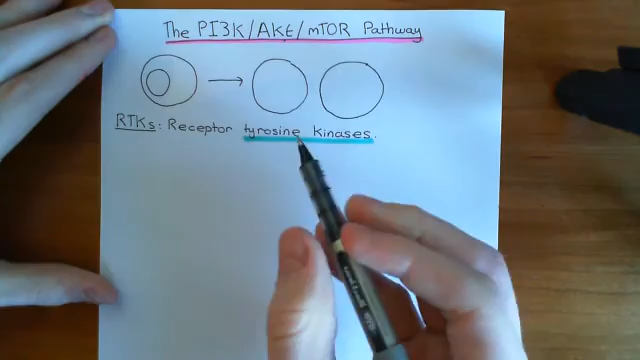 The PI3K/AKt/mTOR Pathway
RTKs: Receptor tyrosine kinases.